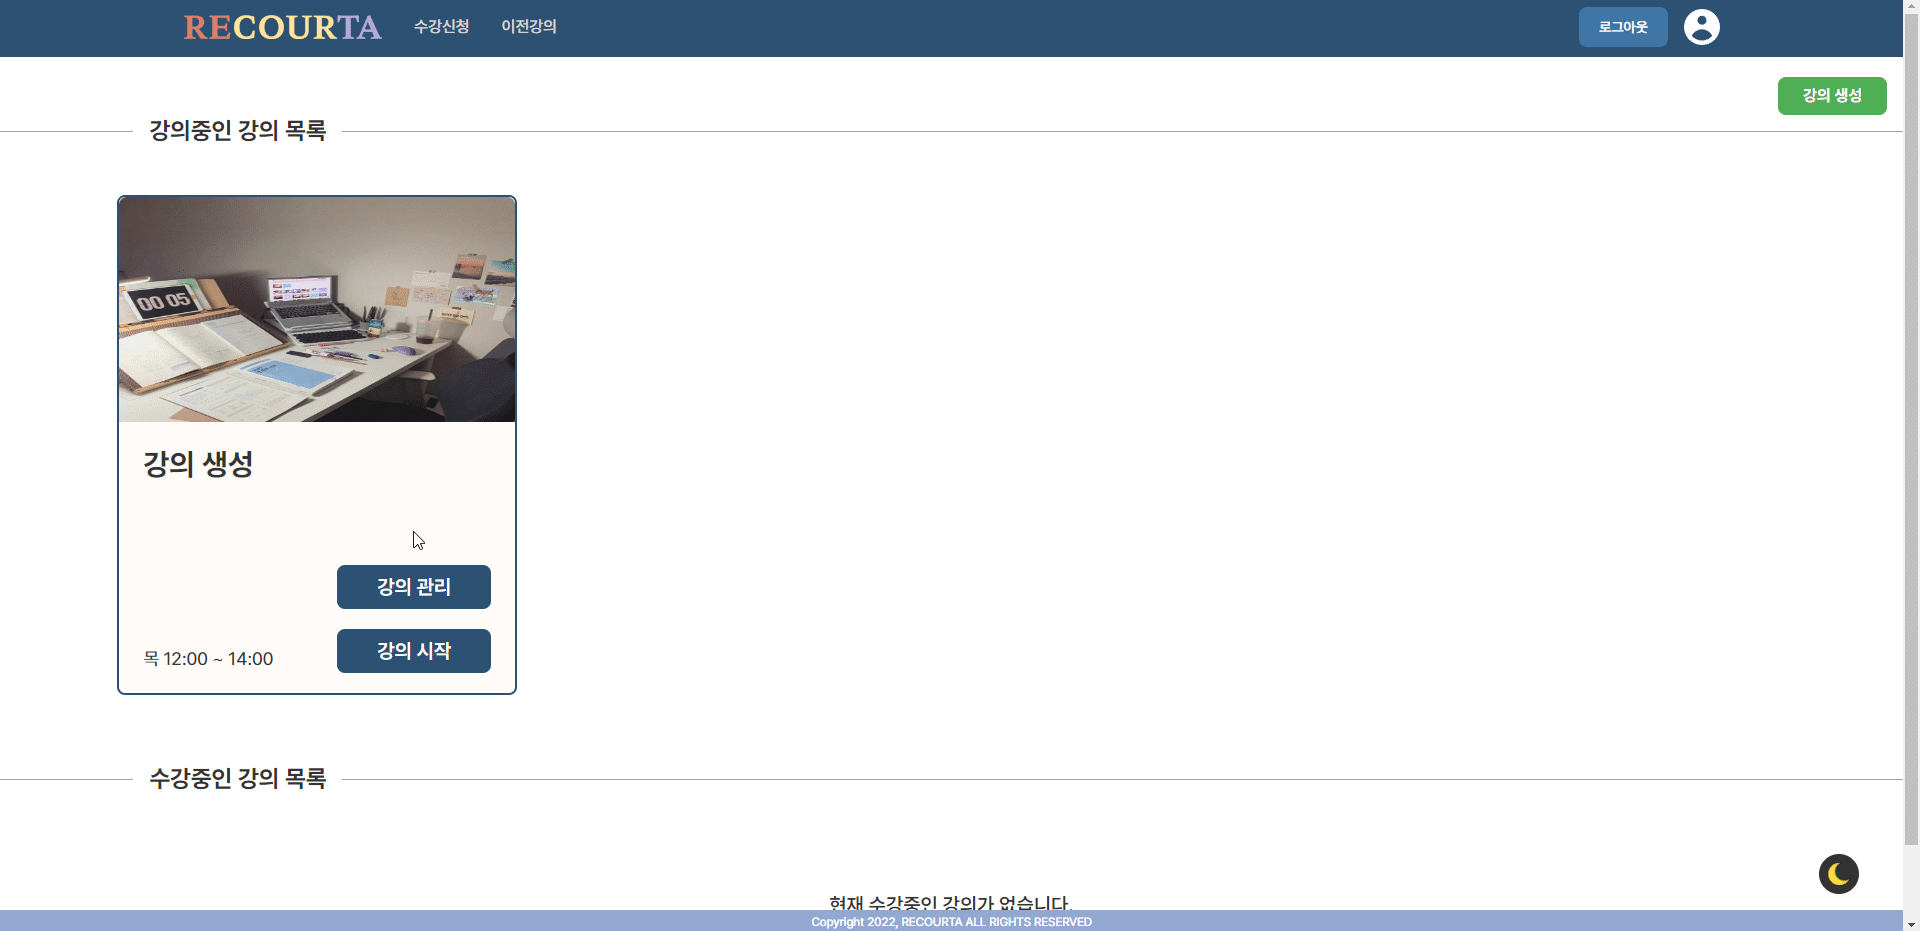 RECOURTA
수강신청
이전강의
로그아웃
강의 생성
강의중인 강의 목록
00 05
강의 생성
강의 관리
목 12:00 ~ 14:00
강의 시작
수강중인 강의 목록
현재 수강중인 강의가 없습니다.
Copyright 2022, RECOURTA ALL RIGHTS RESERVED